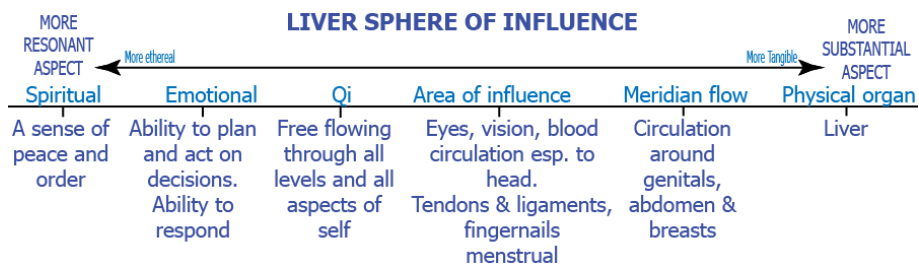 LIVER SPHERE OF INFLUENCE
MORE
RESONANT
ASPECT
More ethereal
More Tangible
MORE
SUBSTANTIAL
ASPECT
Spiritual
Emotional
Qi
Area of influence
Meridian flow
Physical organ
A sense of
peace and
order
Ability to plan
and act on
decisions.
Ability to
respond
Free flowing
through all
levels and all
aspects of
self
Eyes, vision, blood
circulation esp. to
head.
Tendons & ligaments,
fingernails
menstrual
Circulation
around
genitals,
abdomen &
breasts
Liver